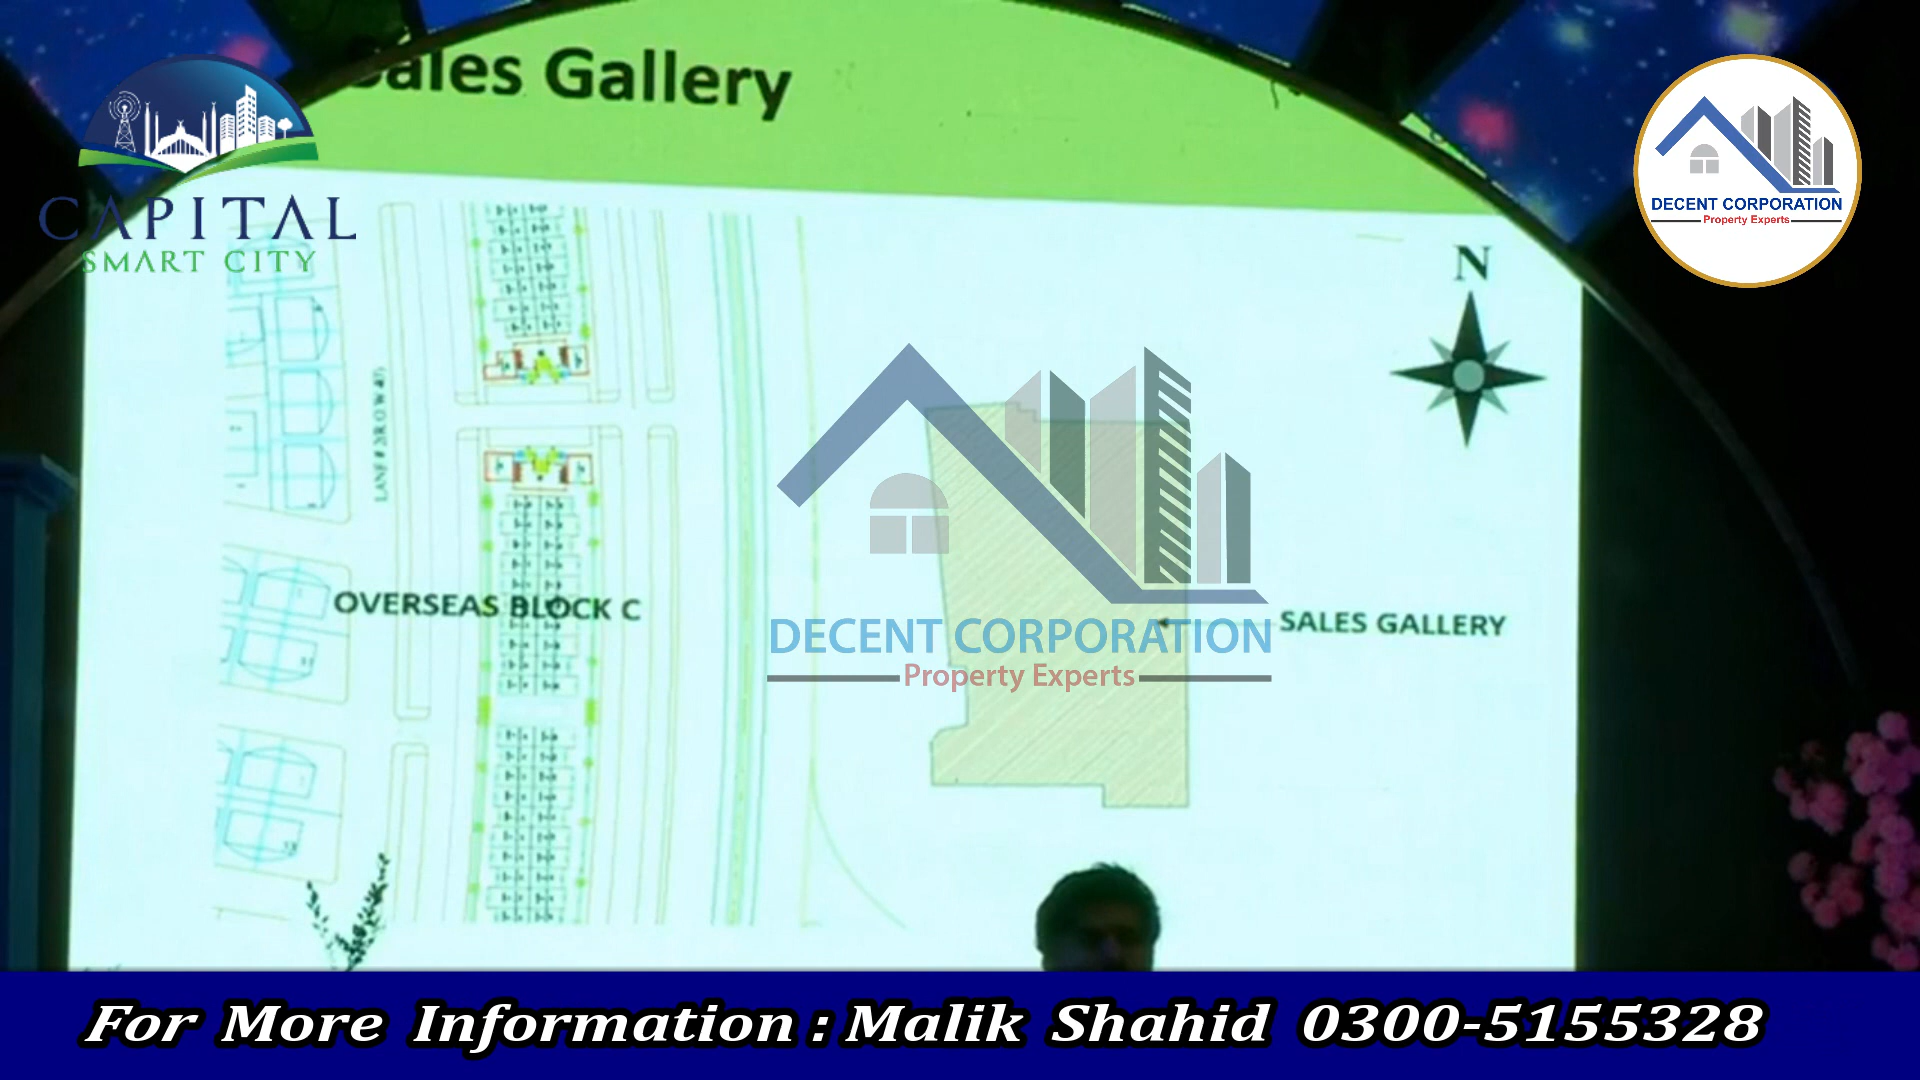 Sales Gallery
CAPITAL
SMART CITY
DECENT CORPORATION
Property Experts
N
OVERSEAS BLOCK C
SALES GALLERY
DECENT CORPORATION
Property Experts
For More Information : Malik Shahid 0300-5155328